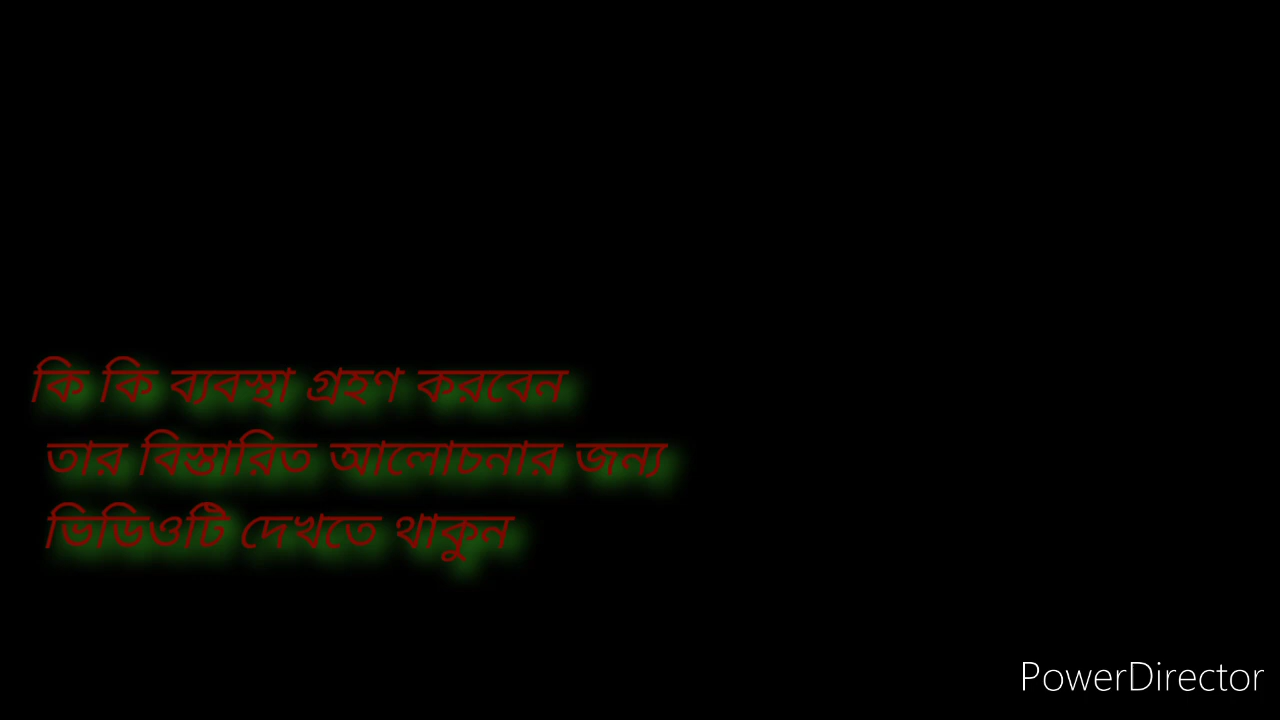 কি কি ব্যবস্থা গ্রহণ করবেন
তার বিস্তারিত আলোচনার জন্য
ভিডিওটি দেখতে থাকুন
PowerDirector